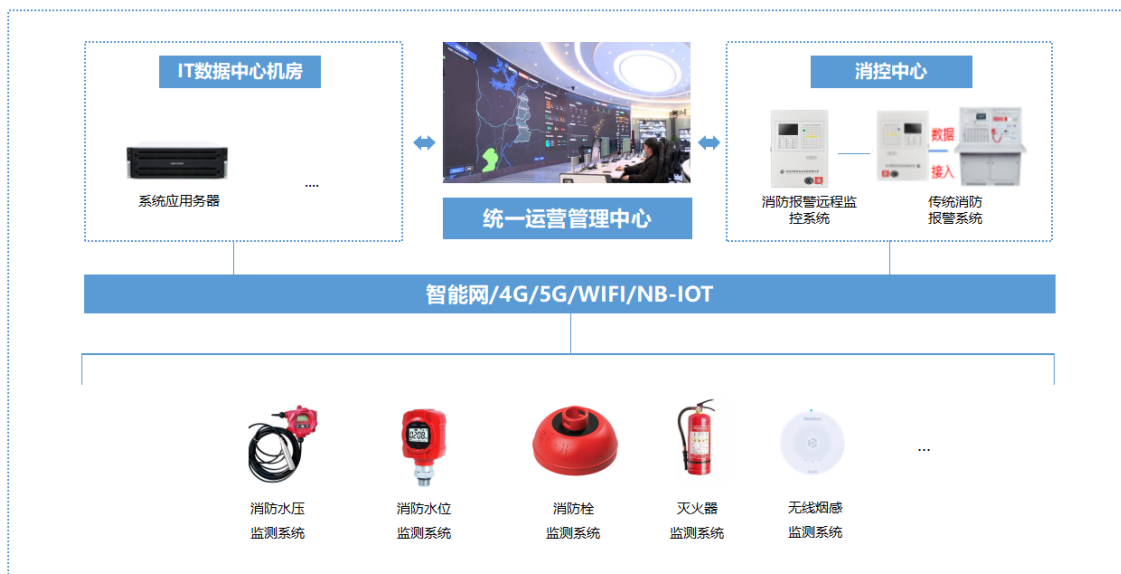 IT数据中心机房
消控中心
数据
接入
系统应用务器
....
消防报警远程监
控系统
传统消防
报警系统
统一运营管理中心
智能网/4G/5G/WIFI/NB-IOT
消防水压
监测系统
消防水位
监测系统
消防栓
监测系统
灭火器
监测系统
无线烟感
监测系统
...